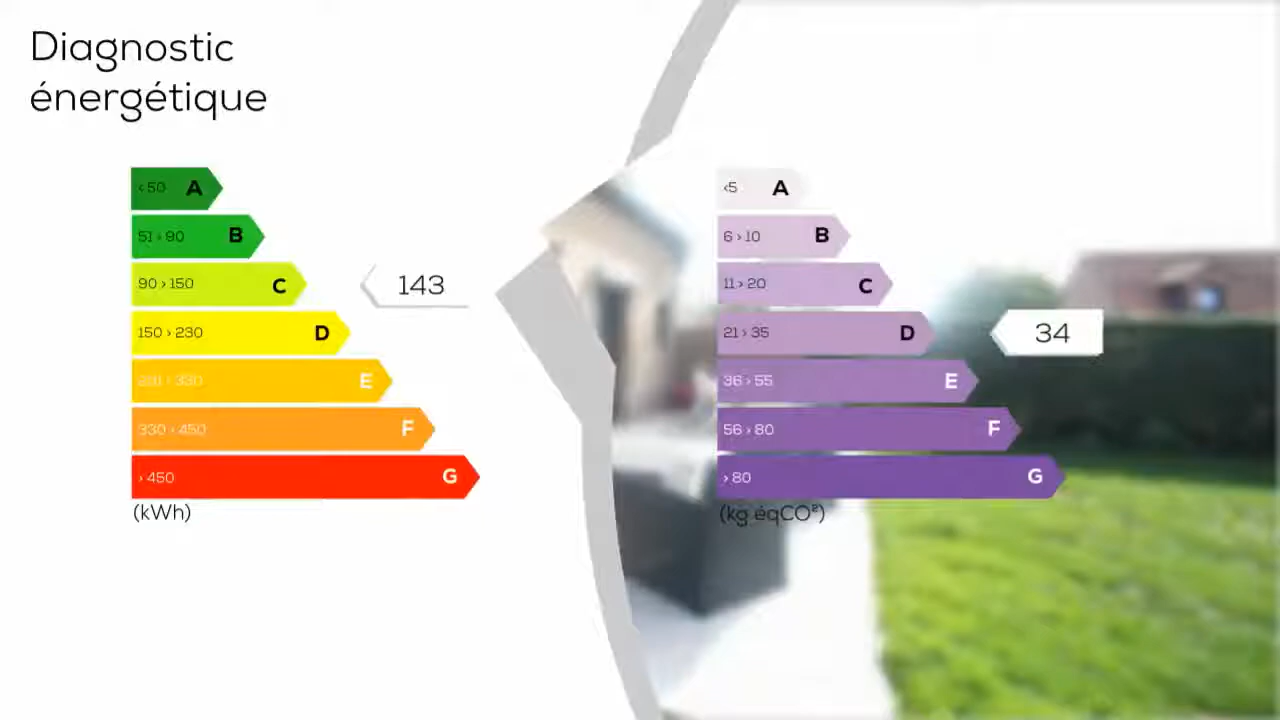 Diagnostic
énergétique
< 50 A
51 > 90 B
90 > 150 C
143
150 > 230 D
E
330 > 450 F
> 450 G
(kWh)
<5 A
6 > 10 B
11 > 20 C
21 > 35 D
34
36 > 55 E
56 > 80 F
> 80 G
(kg éqCO²)